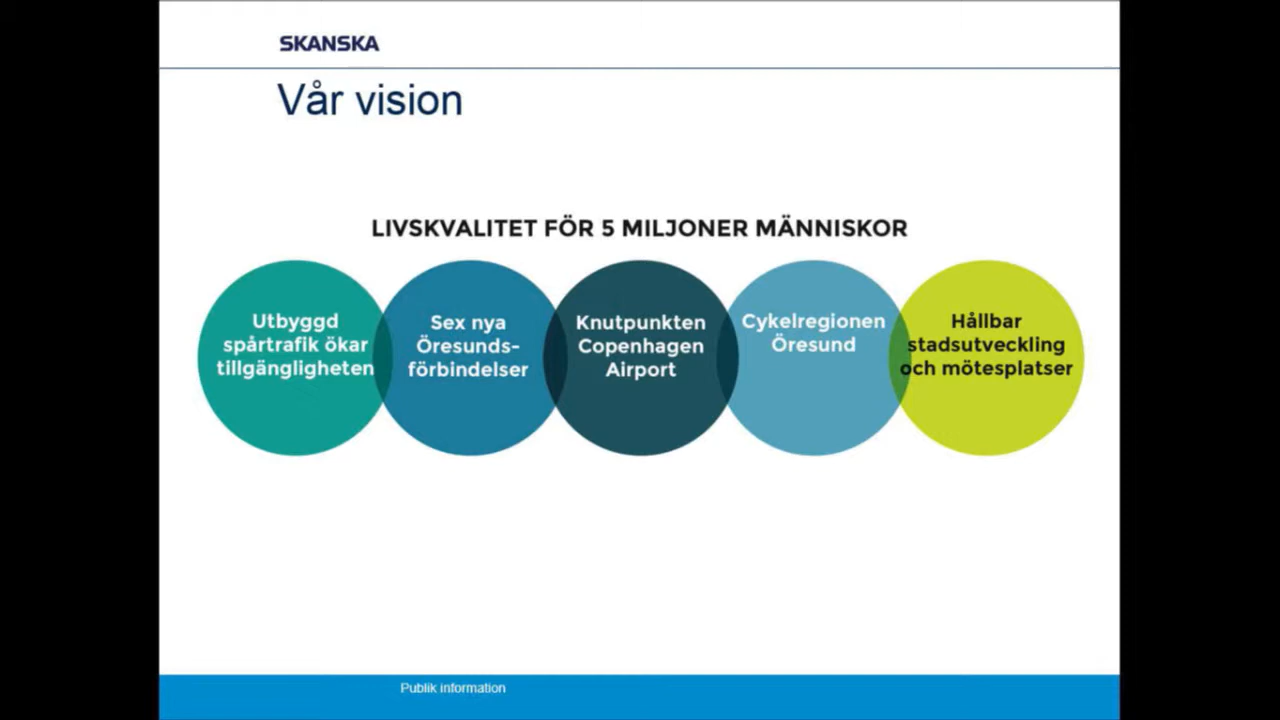 SKANSKA
Vår vision
LIVSKVALITET FÖR 5 MILJONER MÄNNISKOR
Utbyggd
spårtrafik ökar
tillgängligheten
Sex nya
Öresunds-
förbindelser
Knutpunkten
Copenhagen
Airport
Cykelregionen
Öresund
Hållbar
stadsutveckling
och mötesplatser
Publik information